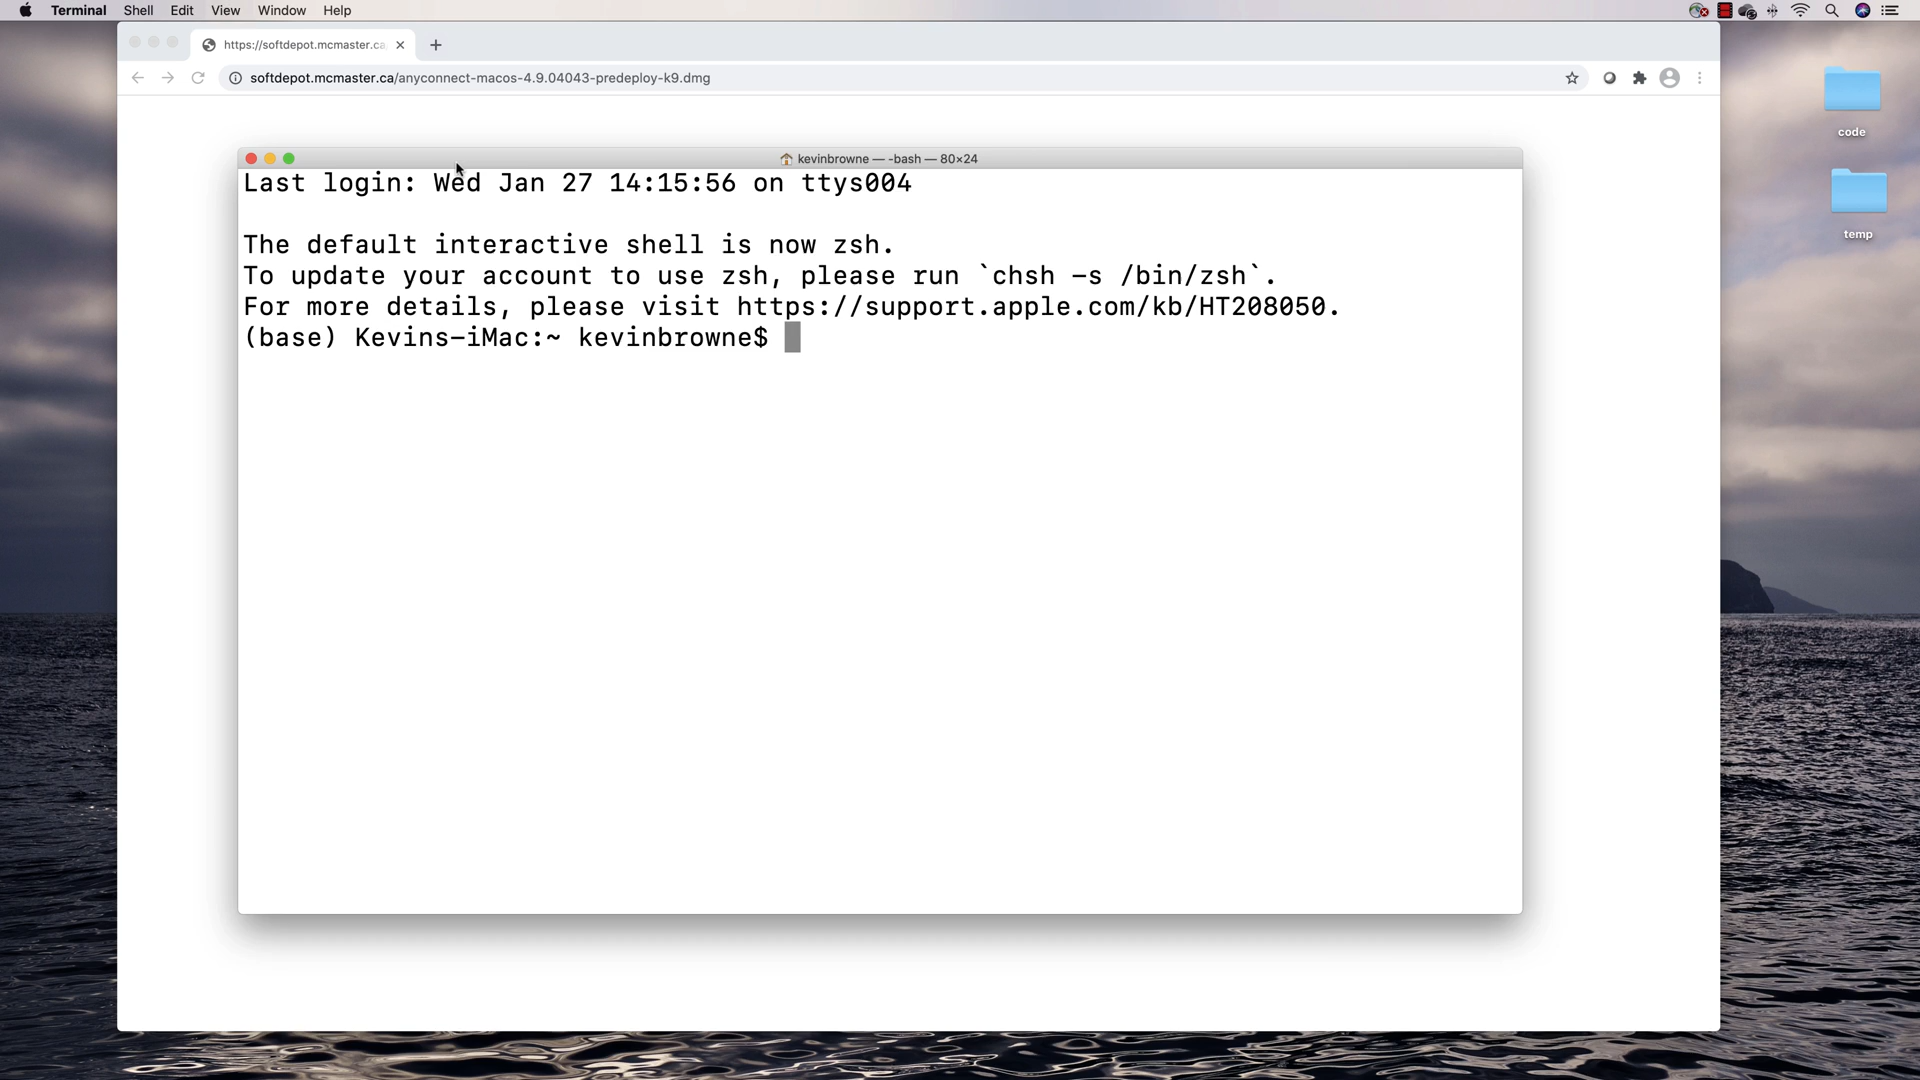 Terminal Shell Edit View Window Help
https://softdepot.mcmaster.ca
softdepot.mcmaster.ca/anyconnect-macos-4.9.04043-predeploy-k9.dmg
kevinbrowne — -bash — 80×24
Last login: Wed Jan 27 14:15:56 on ttys004
The default interactive shell is now zsh.
To update your account to use zsh, please run `chsh -s /bin/zsh`.
For more details, please visit https://support.apple.com/kb/HT208050.
(base) Kevins-iMac:~ kevinbrowne$
code
temp